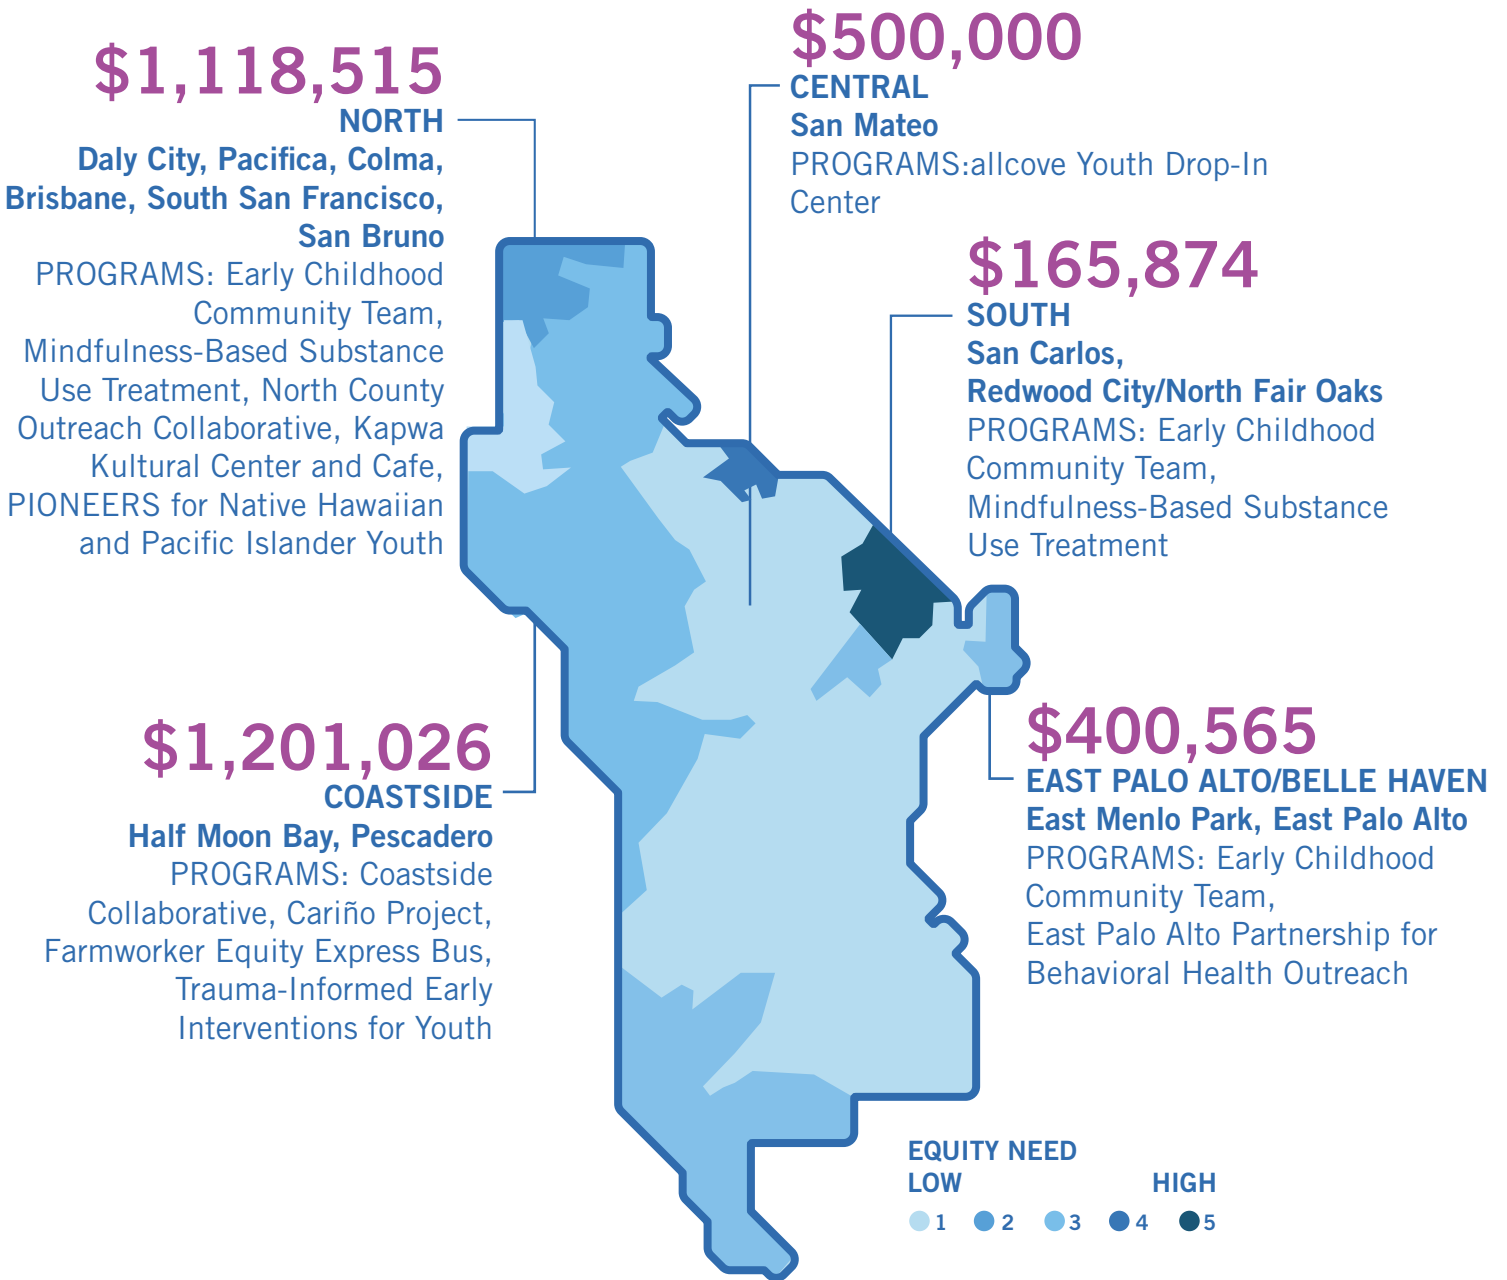 $1,118,515
NORTH
Daly City, Pacifica, Colma,
Brisbane, South San Francisco,
San Bruno
PROGRAMS: Early Childhood
Community Team,
Mindfulness-Based Substance
Use Treatment, North County
Outreach Collaborative, Kapwa
Kultural Center and Cafe,
PIONEERS for Native Hawaiian
and Pacific Islander Youth
$500,000
CENTRAL
San Mateo
PROGRAMS:allcove Youth Drop-In
Center
$165,874
SOUTH
San Carlos,
Redwood City/North Fair Oaks
PROGRAMS: Early Childhood
Community Team,
Mindfulness-Based Substance
Use Treatment
$1,201,026
COASTSIDE
Half Moon Bay, Pescadero
PROGRAMS: Coastside
Collaborative, Cariño Project,
Farmworker Equity Express Bus,
Trauma-Informed Early
Interventions for Youth
$400,565
EAST PALO ALTO/BELLE HAVEN
East Menlo Park, East Palo Alto
PROGRAMS: Early Childhood
Community Team,
East Palo Alto Partnership for
Behavioral Health Outreach
EQUITY NEED
LOW HIGH
1 2 3 4 5